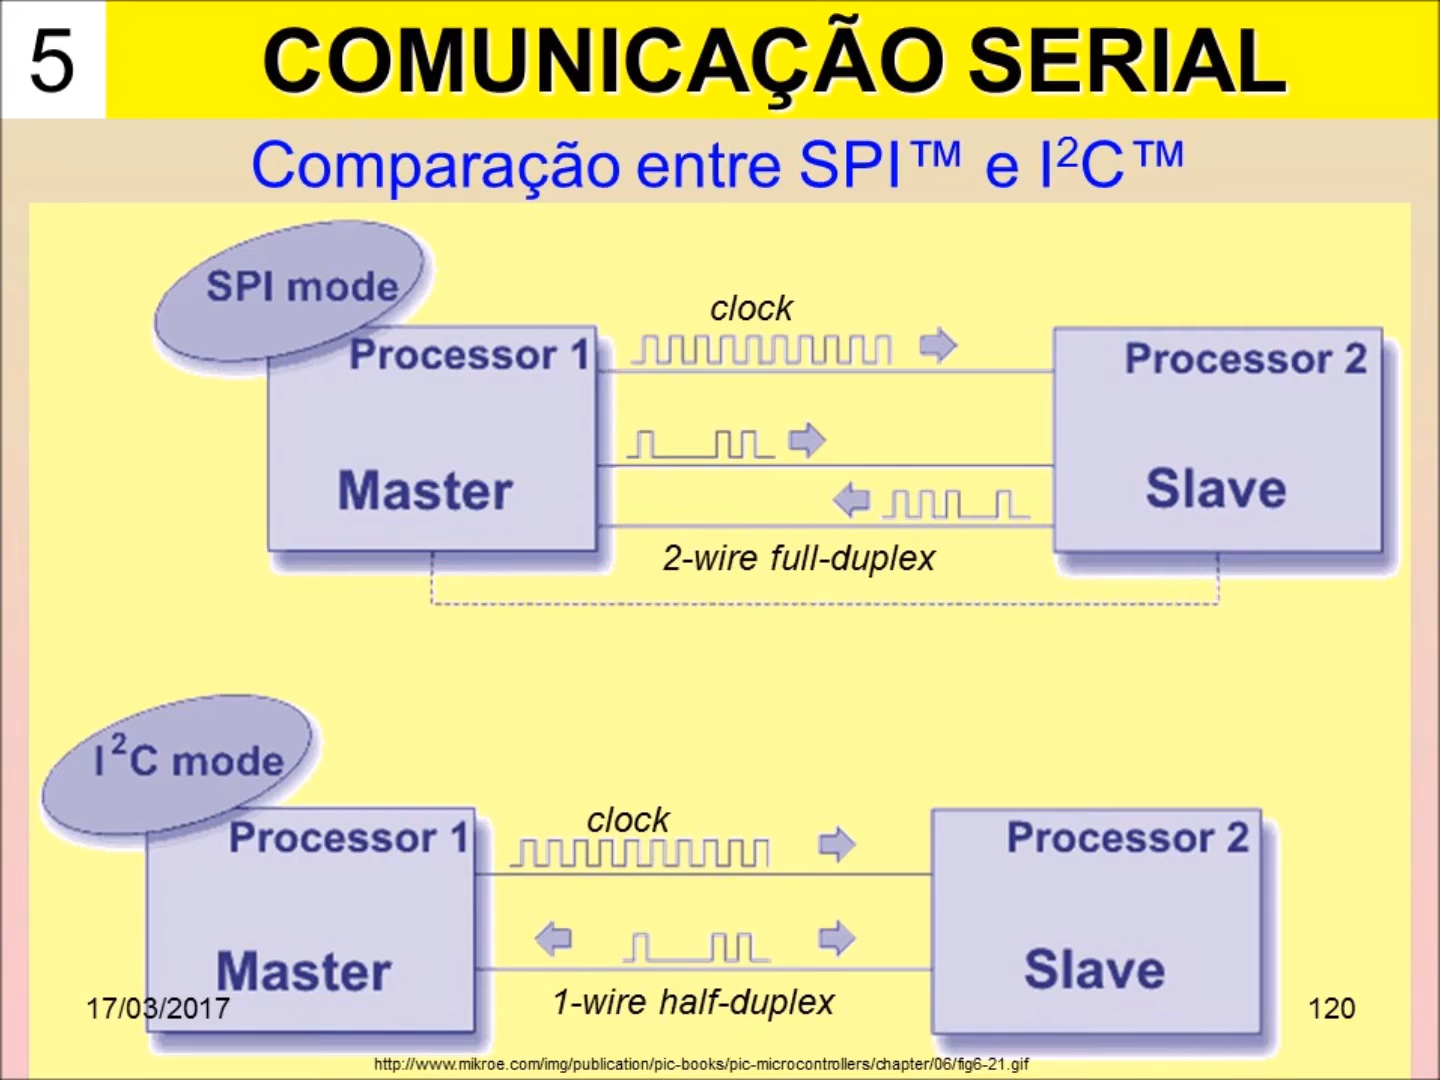 5
COMUNICAÇÃO SERIAL
Comparação entre SPI™ e I²C™
SPI mode
clock
Processor 1
Processor 2
Master
Slave
2-wire full-duplex
I²C mode
clock
Processor 1
Processor 2
Master
Slave
17/03/2017
1-wire half-duplex
120
http://www.mikroe.com/img/publication/pic-books/pic-microcontrollers/chapter/06/fig6-21.gif